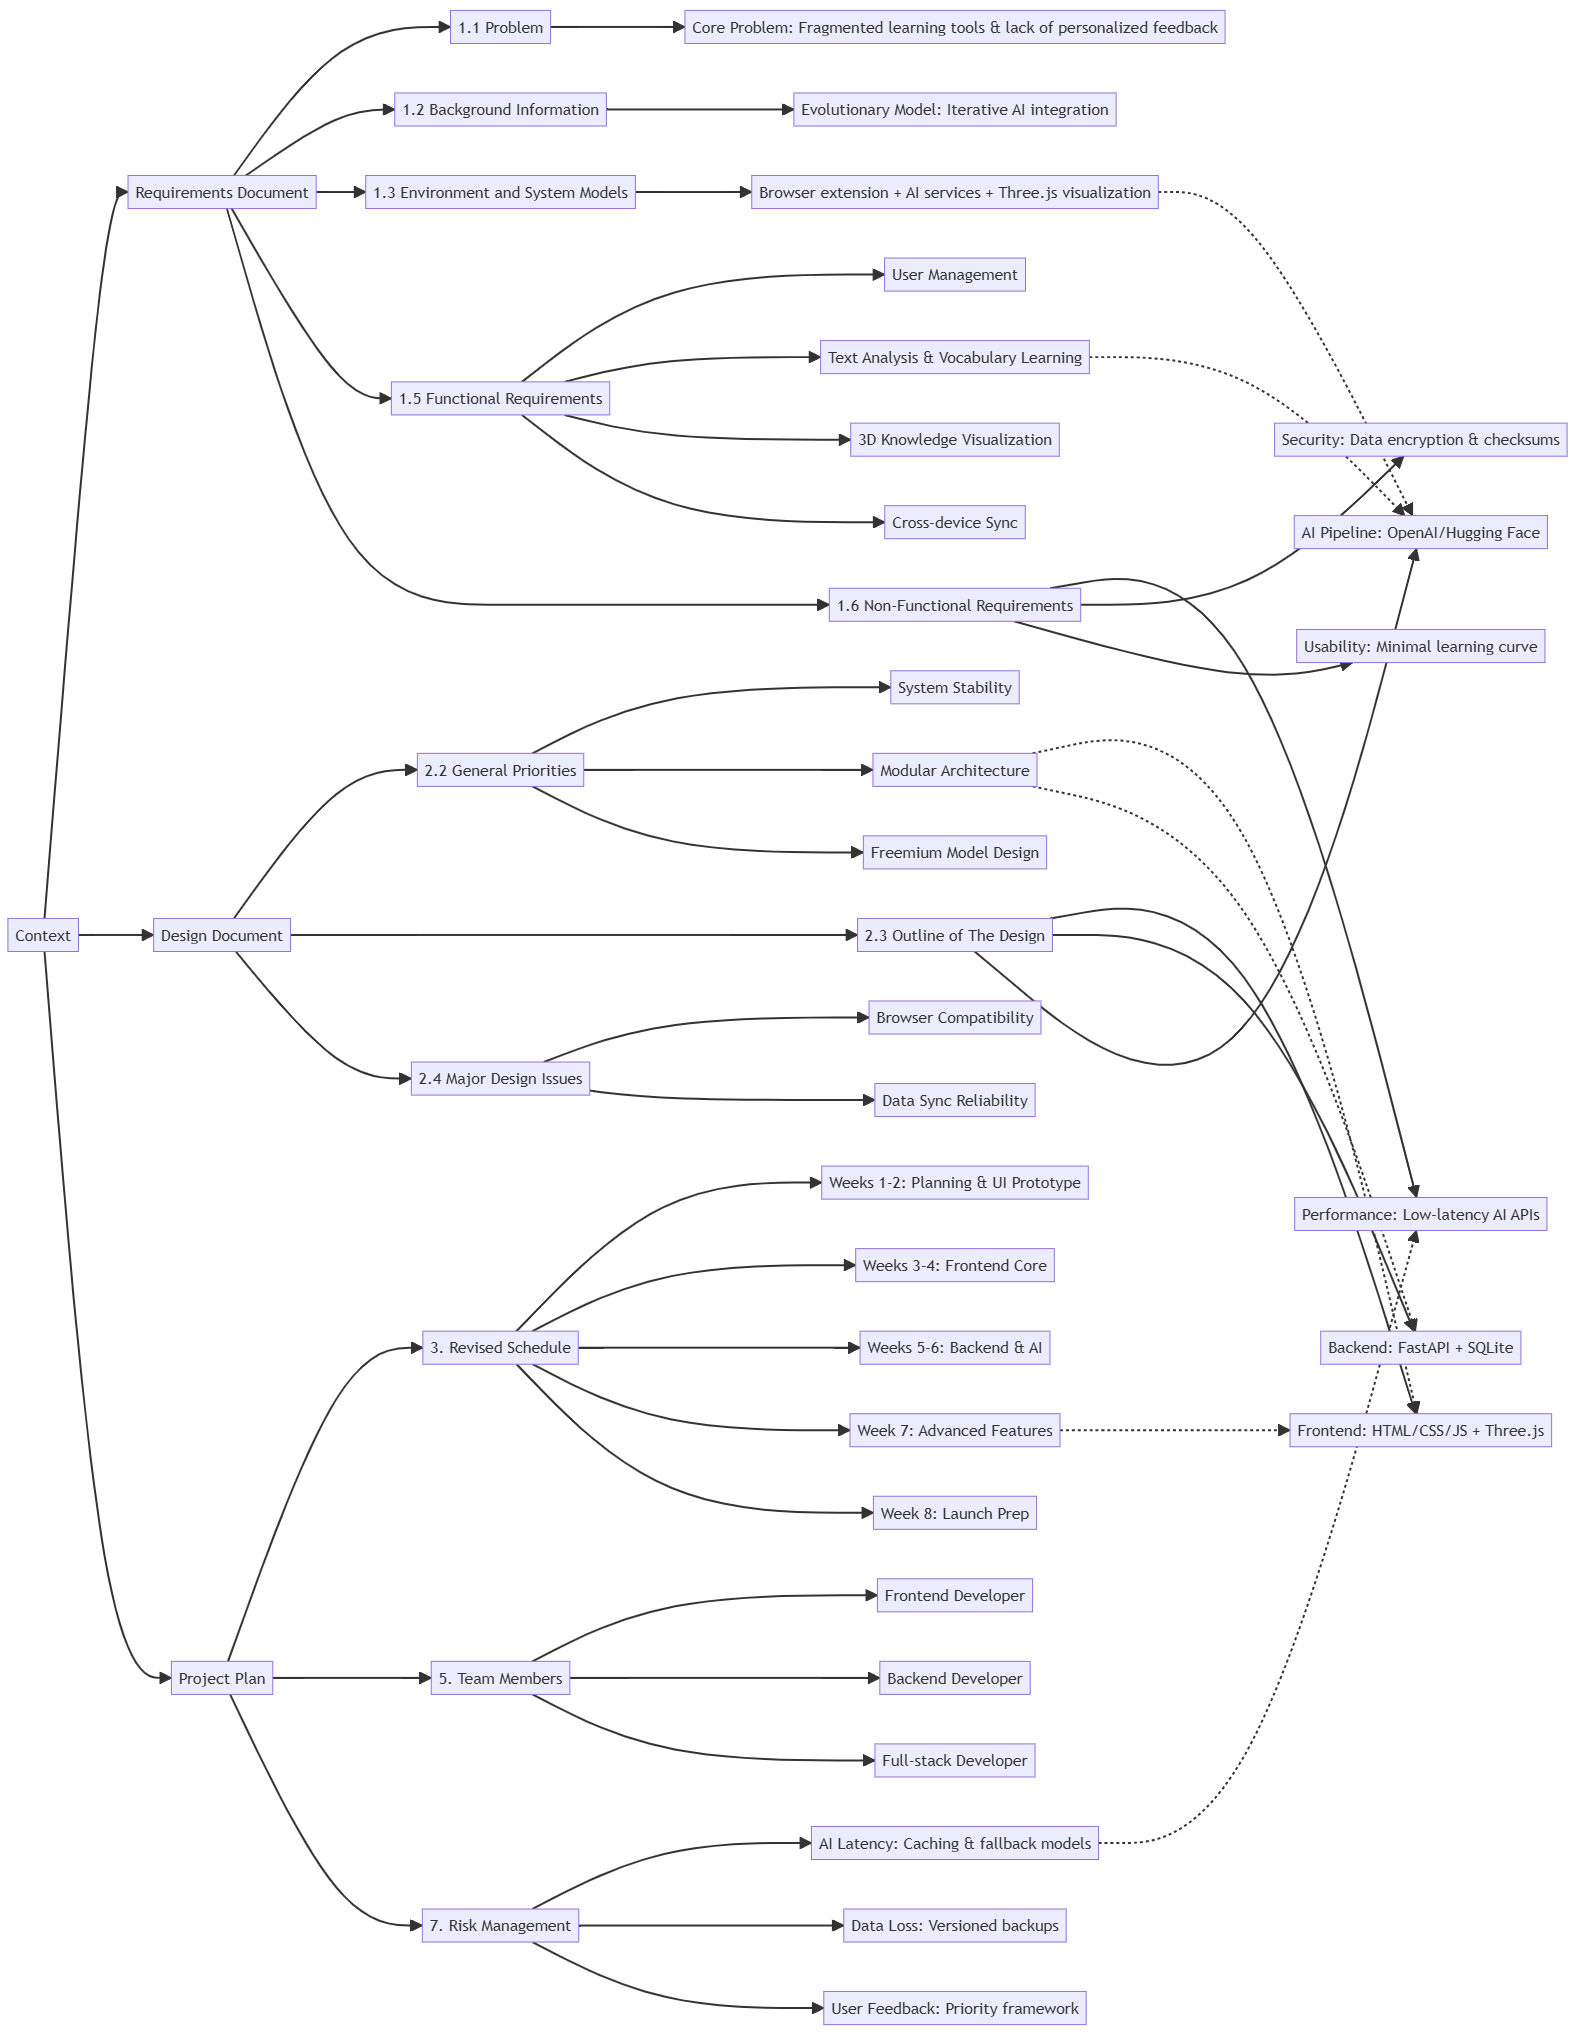 1.1 Problem
Core Problem: Fragmented learning tools & lack of personalized feedback
1.2 Background Information
Evolutionary Model: Iterative AI integration
Requirements Document
1.3 Environment and System Models
Browser extension + AI services + Three.js visualization
User Management
Text Analysis & Vocabulary Learning
1.5 Functional Requirements
3D Knowledge Visualization
Security: Data encryption & checksums
Cross-device Sync
AI Pipeline: OpenAI/Hugging Face
1.6 Non-Functional Requirements
Usability: Minimal learning curve
System Stability
2.2 General Priorities
Modular Architecture
Freemium Model Design
Context
Design Document
2.3 Outline of The Design
Browser Compatibility
2.4 Major Design Issues
Data Sync Reliability
Weeks 1-2: Planning & UI Prototype
Performance: Low-latency AI APIs
Weeks 3-4: Frontend Core
3. Revised Schedule
Weeks 5-6: Backend & AI
Backend: FastAPI + SQLite
Week 7: Advanced Features
Frontend: HTML/CSS/JS + Three.js
Week 8: Launch Prep
Frontend Developer
Project Plan
5. Team Members
Backend Developer
Full-stack Developer
AI Latency: Caching & fallback models
7. Risk Management
Data Loss: Versioned backups
User Feedback: Priority framework